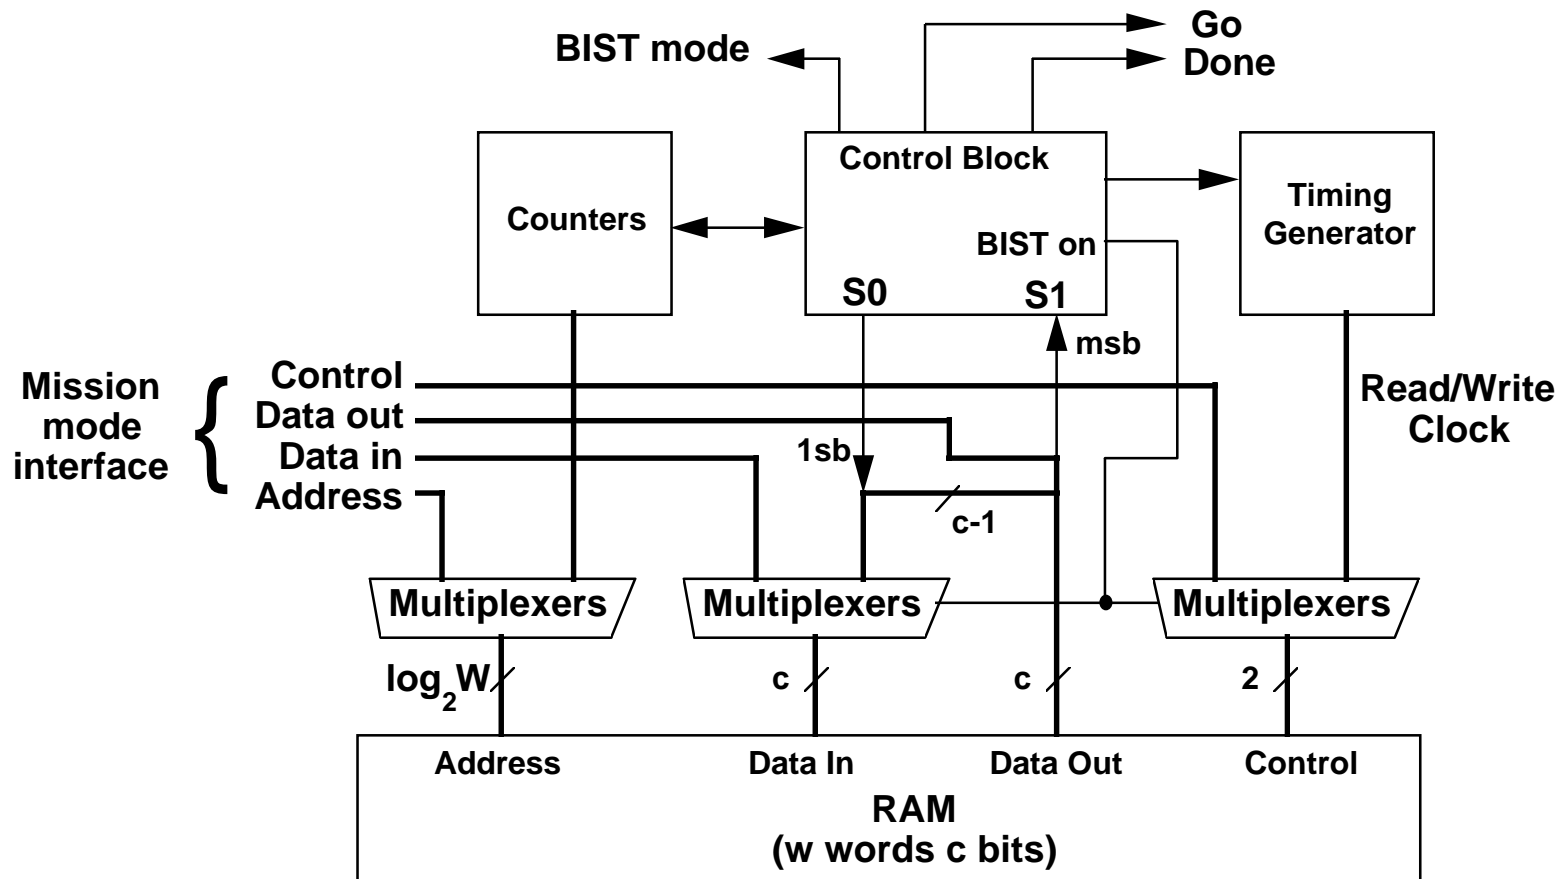 Go
BIST mode
Done
Control Block
Timing
Generator
Counters
BIST on
S0
S1
msb
Mission
mode
interface
{
Control
Data out
Data in
Address
Read/Write
Clock
1sb
c-1
Multiplexers
Multiplexers
Multiplexers
log2W
c
c
2
Address
Data In
Data Out
Control
RAM
(w words c bits)